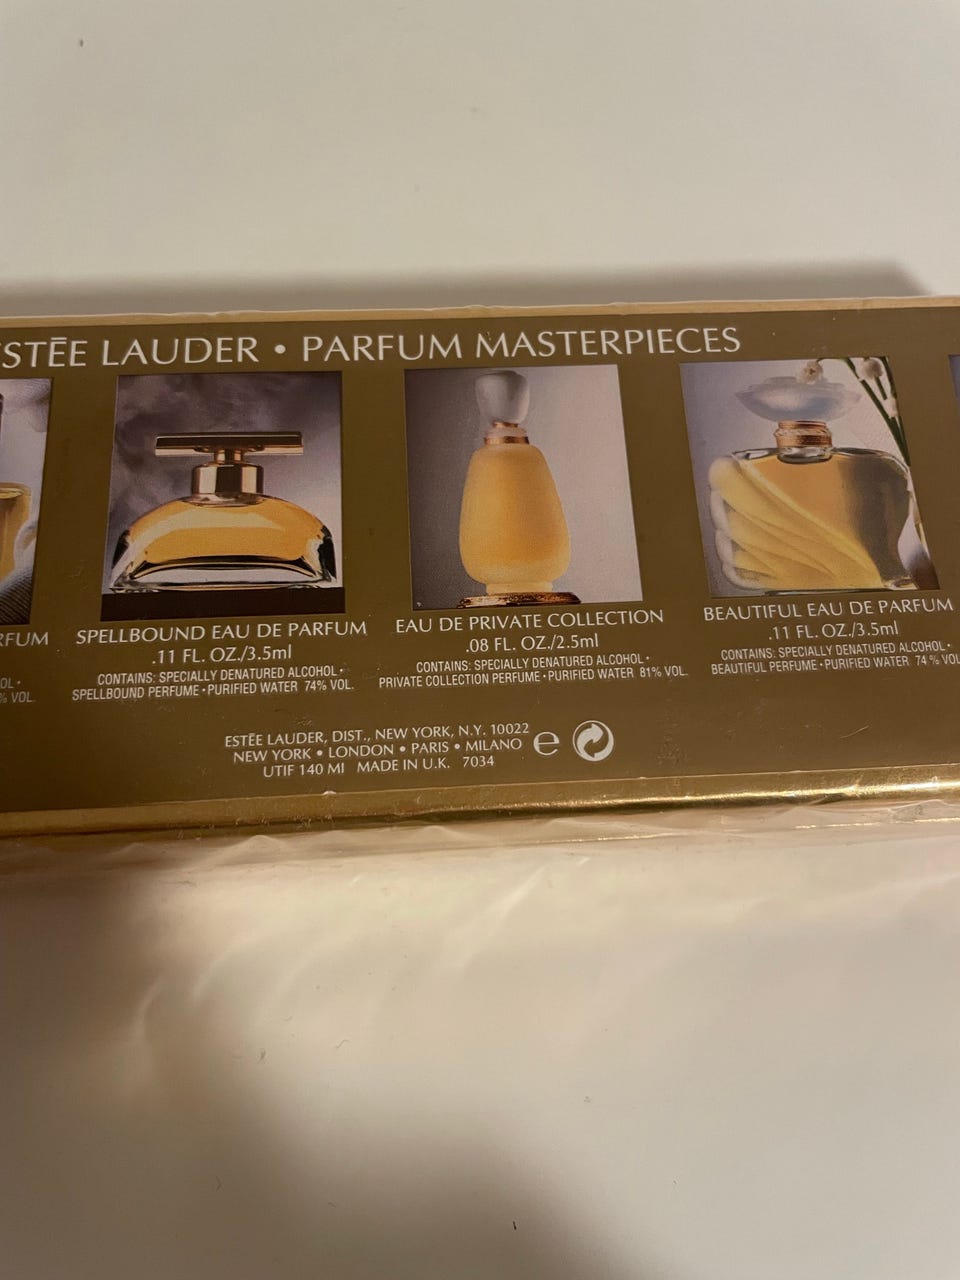 ESTĒE LAUDER • PARFUM MASTERPIECES
RFUM
OL •
% VOL.
SPELLBOUND EAU DE PARFUM
.11 FL. OZ./3.5ml
CONTAINS: SPECIALLY DENATURED ALCOHOL •
SPELLBOUND PERFUME • PURIFIED WATER 74% VOL.
EAU DE PRIVATE COLLECTION
.08 FL. OZ./2.5ml
CONTAINS: SPECIALLY DENATURED ALCOHOL •
PRIVATE COLLECTION PERFUME • PURIFIED WATER 81% VOL.
BEAUTIFUL EAU DE PARFUM
.11 FL. OZ./3.5ml
CONTAINS: SPECIALLY DENATURED ALCOHOL •
BEAUTIFUL PERFUME • PURIFIED WATER 74 % VOL
ESTĒE LAUDER, DIST., NEW YORK, N.Y. 10022
NEW YORK • LONDON • PARIS • MILANO e
UTIF 140 MI MADE IN U.K. 7034